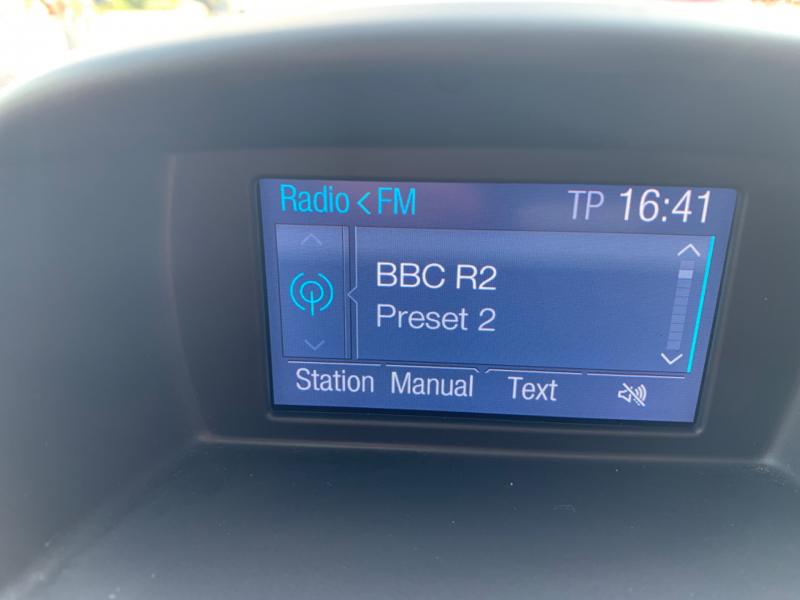 Radio < FM TP 16:41
BBC R2
Preset 2
Station Manual Text